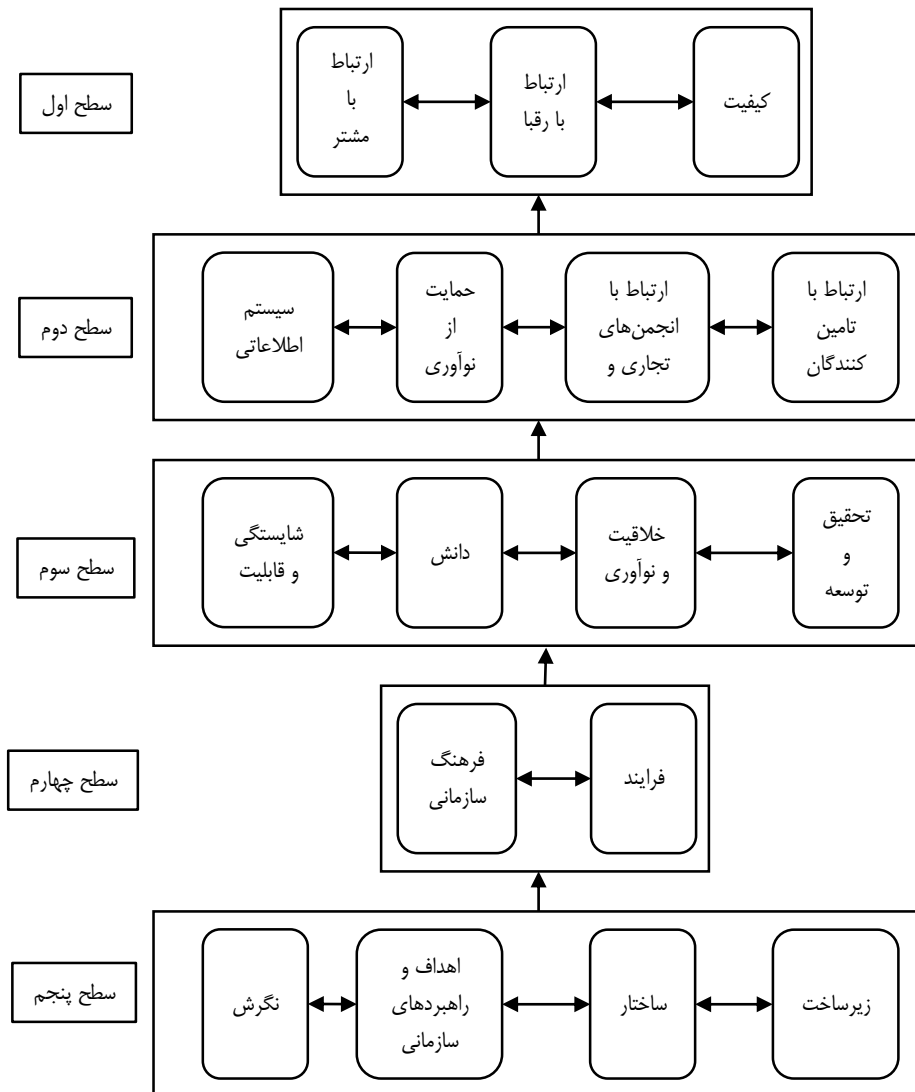 سطح اول
کیفیت
ارتباط
با رقبا
ارتباط
با
مشتر
سطح دوم
ارتباط با
تامین
کنندگان
ارتباط با
انجمن‌های
تجاری و
حمایت
از
نوآوری
سیستم
اطلاعاتی
سطح سوم
تحقیق
و
توسعه
خلاقیت
و نوآوری
دانش
شایستگی
و قابلیت
سطح چهارم
فرایند
فرهنگ
سازمانی
سطح پنجم
زیرساخت
ساختار
اهداف و
راهبردهای
سازمانی
نگرش